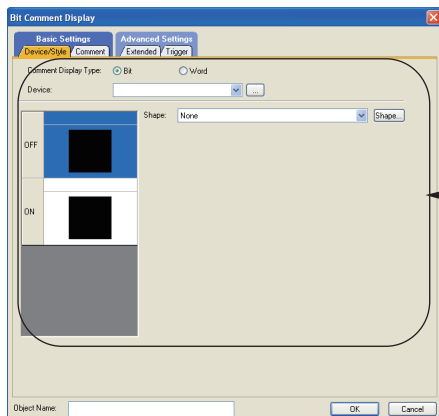 Bit Comment Display
Basic Settings Advanced Settings
Device/Style Comment Extended Trigger
Comment Display Type: Bit Word
Device: ...
Shape: None Shape...
OFF
ON
Object Name: OK Cancel